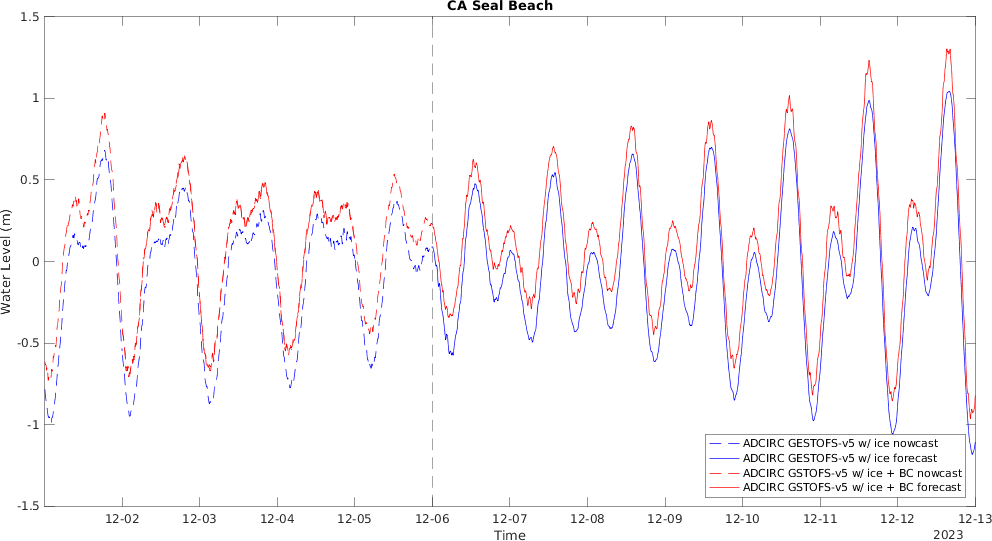 CA Seal Beach
1.5
1
0.5
0
-0.5
-1
-1.5
Water Level (m)
12-02 12-03 12-04 12-05 12-06 12-07 12-08 12-09 12-10 12-11 12-12 12-13
Time
2023
ADCIRC GESTOFS-v5 w/ ice nowcast
ADCIRC GESTOFS-v5 w/ ice forecast
ADCIRC GSTOFS-v5 w/ ice + BC nowcast
ADCIRC GSTOFS-v5 w/ ice + BC forecast